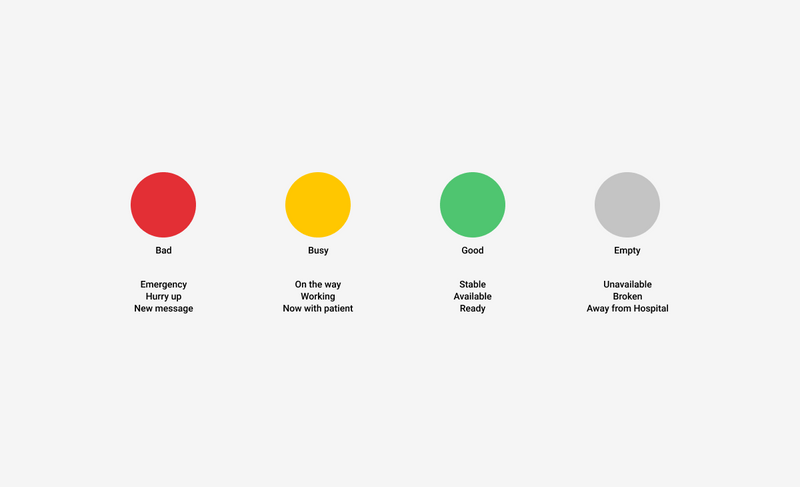 Bad
Busy
Good
Empty
Emergency
Hurry up
New message
On the way
Working
Now with patient
Stable
Available
Ready
Unavailable
Broken
Away from Hospital